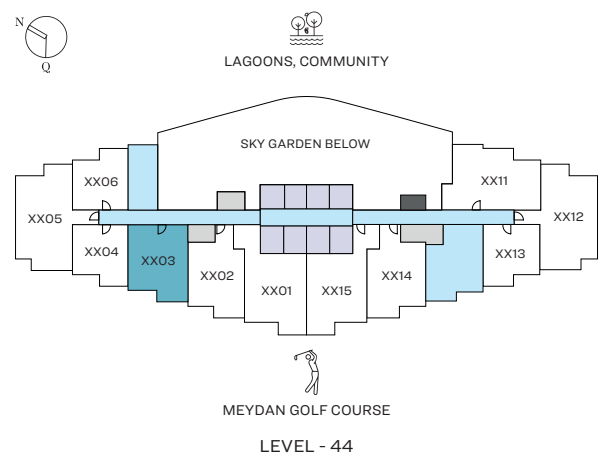 N
Q
LAGOONS, COMMUNITY
SKY GARDEN BELOW
XX06
XX11
XX05
XX12
XX04
XX03
XX02
XX01
XX15
XX14
XX13
MEYDAN GOLF COURSE
LEVEL - 44